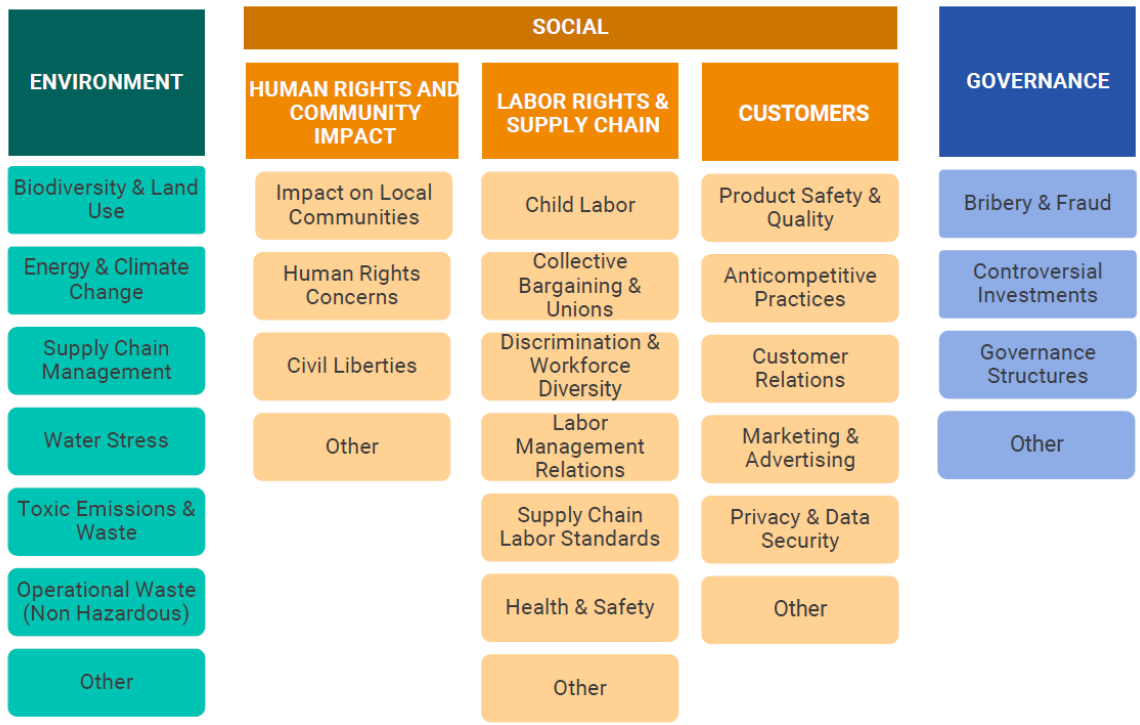 ENVIRONMENT
Biodiversity & Land
Use
Energy & Climate
Change
Supply Chain
Management
Water Stress
Toxic Emissions &
Waste
Operational Waste
(Non Hazardous)
Other
SOCIAL
HUMAN RIGHTS AND
COMMUNITY
IMPACT
Impact on Local
Communities
Human Rights
Concerns
Civil Liberties
Other
LABOR RIGHTS &
SUPPLY CHAIN
Child Labor
Collective
Bargaining &
Unions
Discrimination &
Workforce
Diversity
Labor
Management
Relations
Supply Chain
Labor Standards
Health & Safety
Other
CUSTOMERS
Product Safety &
Quality
Anticompetitive
Practices
Customer
Relations
Marketing &
Advertising
Privacy & Data
Security
Other
GOVERNANCE
Bribery & Fraud
Controversial
Investments
Governance
Structures
Other